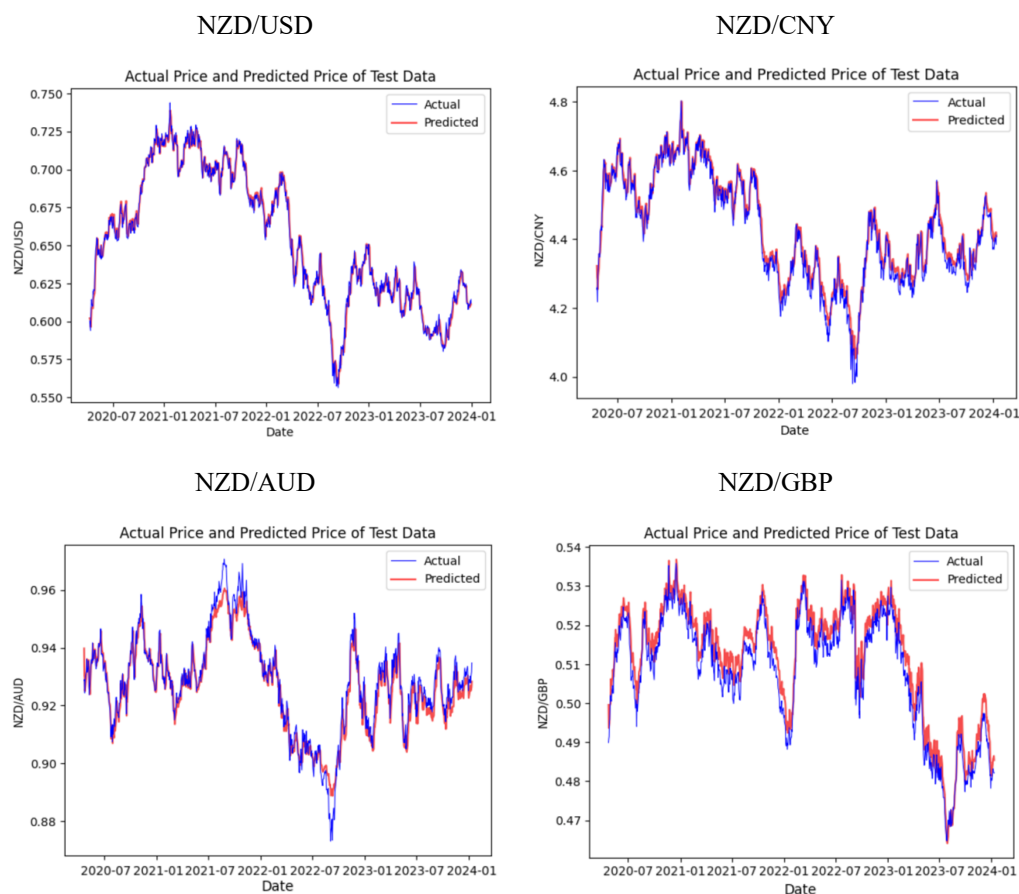 NZD/USD
NZD/CNY
Actual Price and Predicted Price of Test Data
Actual
Predicted
0.750
0.725
0.700
0.675
0.650
0.625
0.600
0.575
0.550
NZD/USD
2020-07 2021-01 2021-07 2022-01 2022-07 2023-01 2023-07 2024-01
Date
Actual Price and Predicted Price of Test Data
Actual
Predicted
4.8
4.6
4.4
4.2
4.0
NZD/CNY
2020-07 2021-01 2021-07 2022-01 2022-07 2023-01 2023-07 2024-01
Date
NZD/AUD
NZD/GBP
Actual Price and Predicted Price of Test Data
Actual
Predicted
0.96
0.94
0.92
0.90
0.88
NZD/AUD
2020-07 2021-01 2021-07 2022-01 2022-07 2023-01 2023-07 2024-01
Date
Actual Price and Predicted Price of Test Data
Actual
Predicted
0.54
0.53
0.52
0.51
0.50
0.49
0.48
0.47
NZD/GBP
2020-07 2021-01 2021-07 2022-01 2022-07 2023-01 2023-07 2024-01
Date